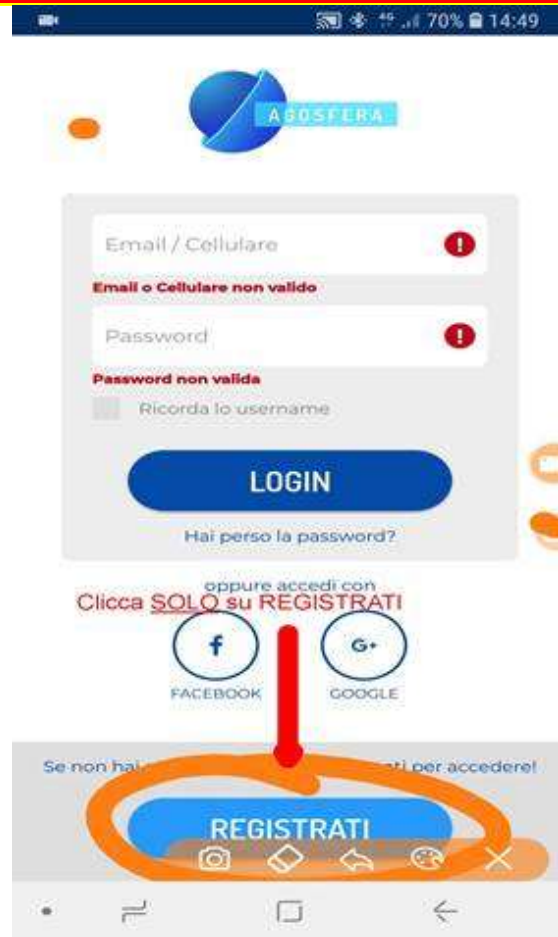 70% 14:49
AGOSFERA
Email / Cellulare
Email o Cellulare non valido
Password
Password non valida
Ricorda lo username
LOGIN
Hai perso la password?
oppure accedi con
Clicca SOLO su REGISTRATI
f G+
FACEBOOK GOOGLE
Se non hai per accedere!
REGISTRATI